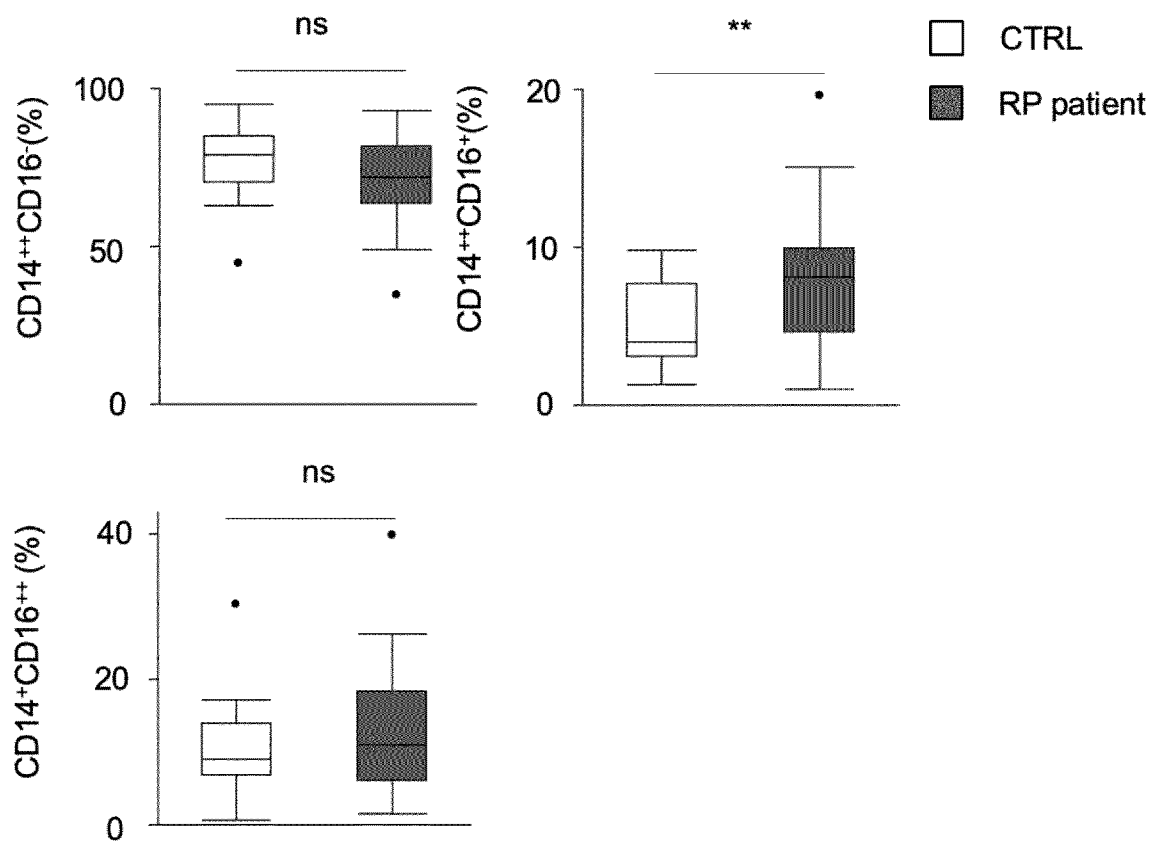 ns
**
CTRL
RP patient
CD14⁺⁺CD16⁻(%)
100
50
0
CD14⁺⁺CD16⁺(%)
20
10
0
ns
CD14⁺CD16⁺⁺ (%)
40
20
0